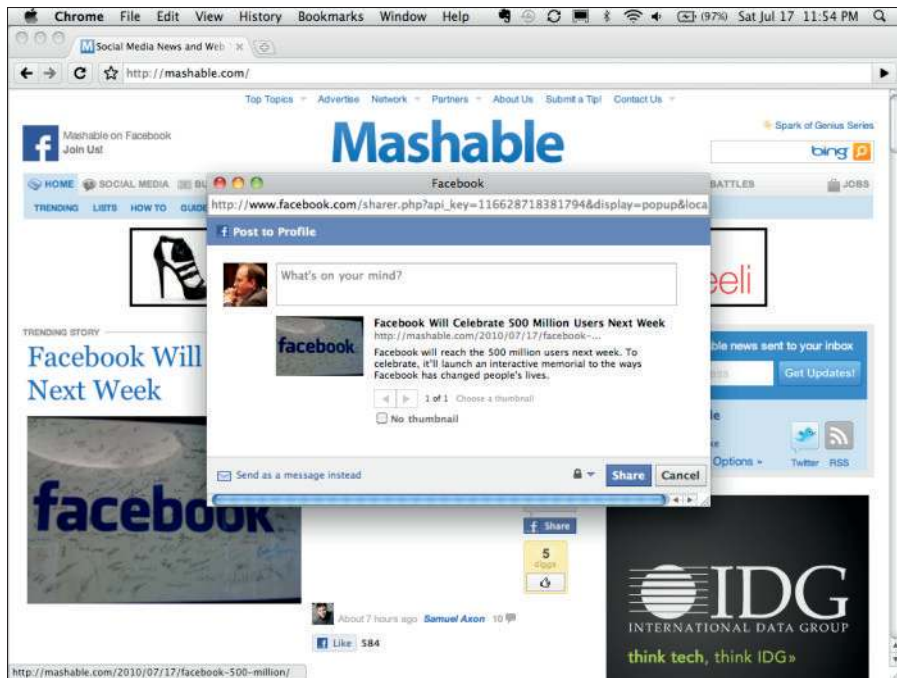 Chrome File Edit View History Bookmarks Window Help (97%) Sat Jul 17 11:54 PM
Social Media News and Web
http://mashable.com/
Top Topics Advertise Network Partners About Us Submit a Tip! Contact Us
Mashable on Facebook
Join Us!
Mashable
Spark of Genius Series
bing
HOME SOCIAL MEDIA BATTLES JOBS
TRENDING LISTS HOW TO
Facebook
http://www.facebook.com/sharer.php?api_key=116628718381794&display=popup&loca
Post to Profile
What's on your mind?
facebook
Facebook Will Celebrate 500 Million Users Next Week
http://mashable.com/2010/07/17/facebook-...
Facebook will reach the 500 million users next week. To
celebrate, it'll launch an interactive memorial to the ways
Facebook has changed people's lives.
1 of 1 Choose a thumbnail
No thumbnail
Send as a message instead
Share Cancel
eeli
TRENDING STORY
Facebook Will
Next Week
ble news sent to your inbox
Get Updates!
Options
Twitter RSS
facebook
Share
5
diggs
About 7 hours ago Samuel Axon 10
Like 584
IDG
INTERNATIONAL DATA GROUP
think tech, think IDG»
http://mashable.com/2010/07/17/facebook-500-million/